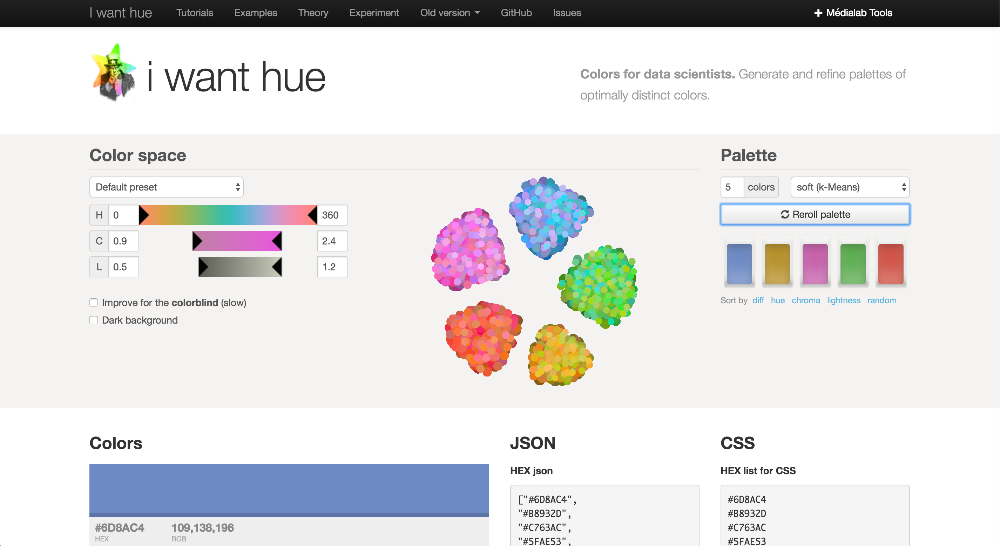 I want hue Tutorials Examples Theory Experiment Old version GitHub Issues Médialab Tools
i want hue
Colors for data scientists. Generate and refine palettes of
optimally distinct colors.
Color space
Default preset
H 0 360
C 0.9 2.4
L 0.5 1.2
Improve for the colorblind (slow)
Dark background
Palette
5 colors soft (k-Means)
Reroll palette
Sort by diff hue chroma lightness random
Colors
#6D8AC4 109,138,196
HEX RGB
JSON
HEX json
["#6D8AC4",
"#B8932D",
"#C763AC",
"#5FAE53",
CSS
HEX list for CSS
#6D8AC4
#B8932D
#C763AC
#5FAE53